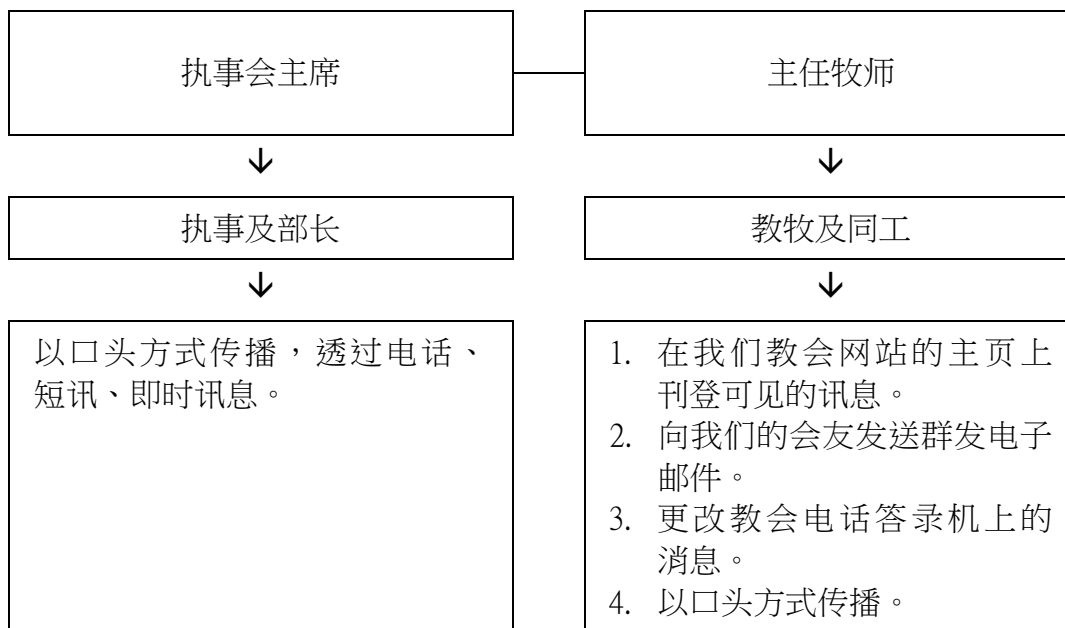 执事会主席
主任牧师
执事及部长
教牧及同工
以口头方式传播，透过电话、
短讯、即时讯息。
1. 在我们教会网站的主页上
刊登可见的讯息。
2. 向我们的会友发送群发电子
邮件。
3. 更改教会电话答录机上的
消息。
4. 以口头方式传播。